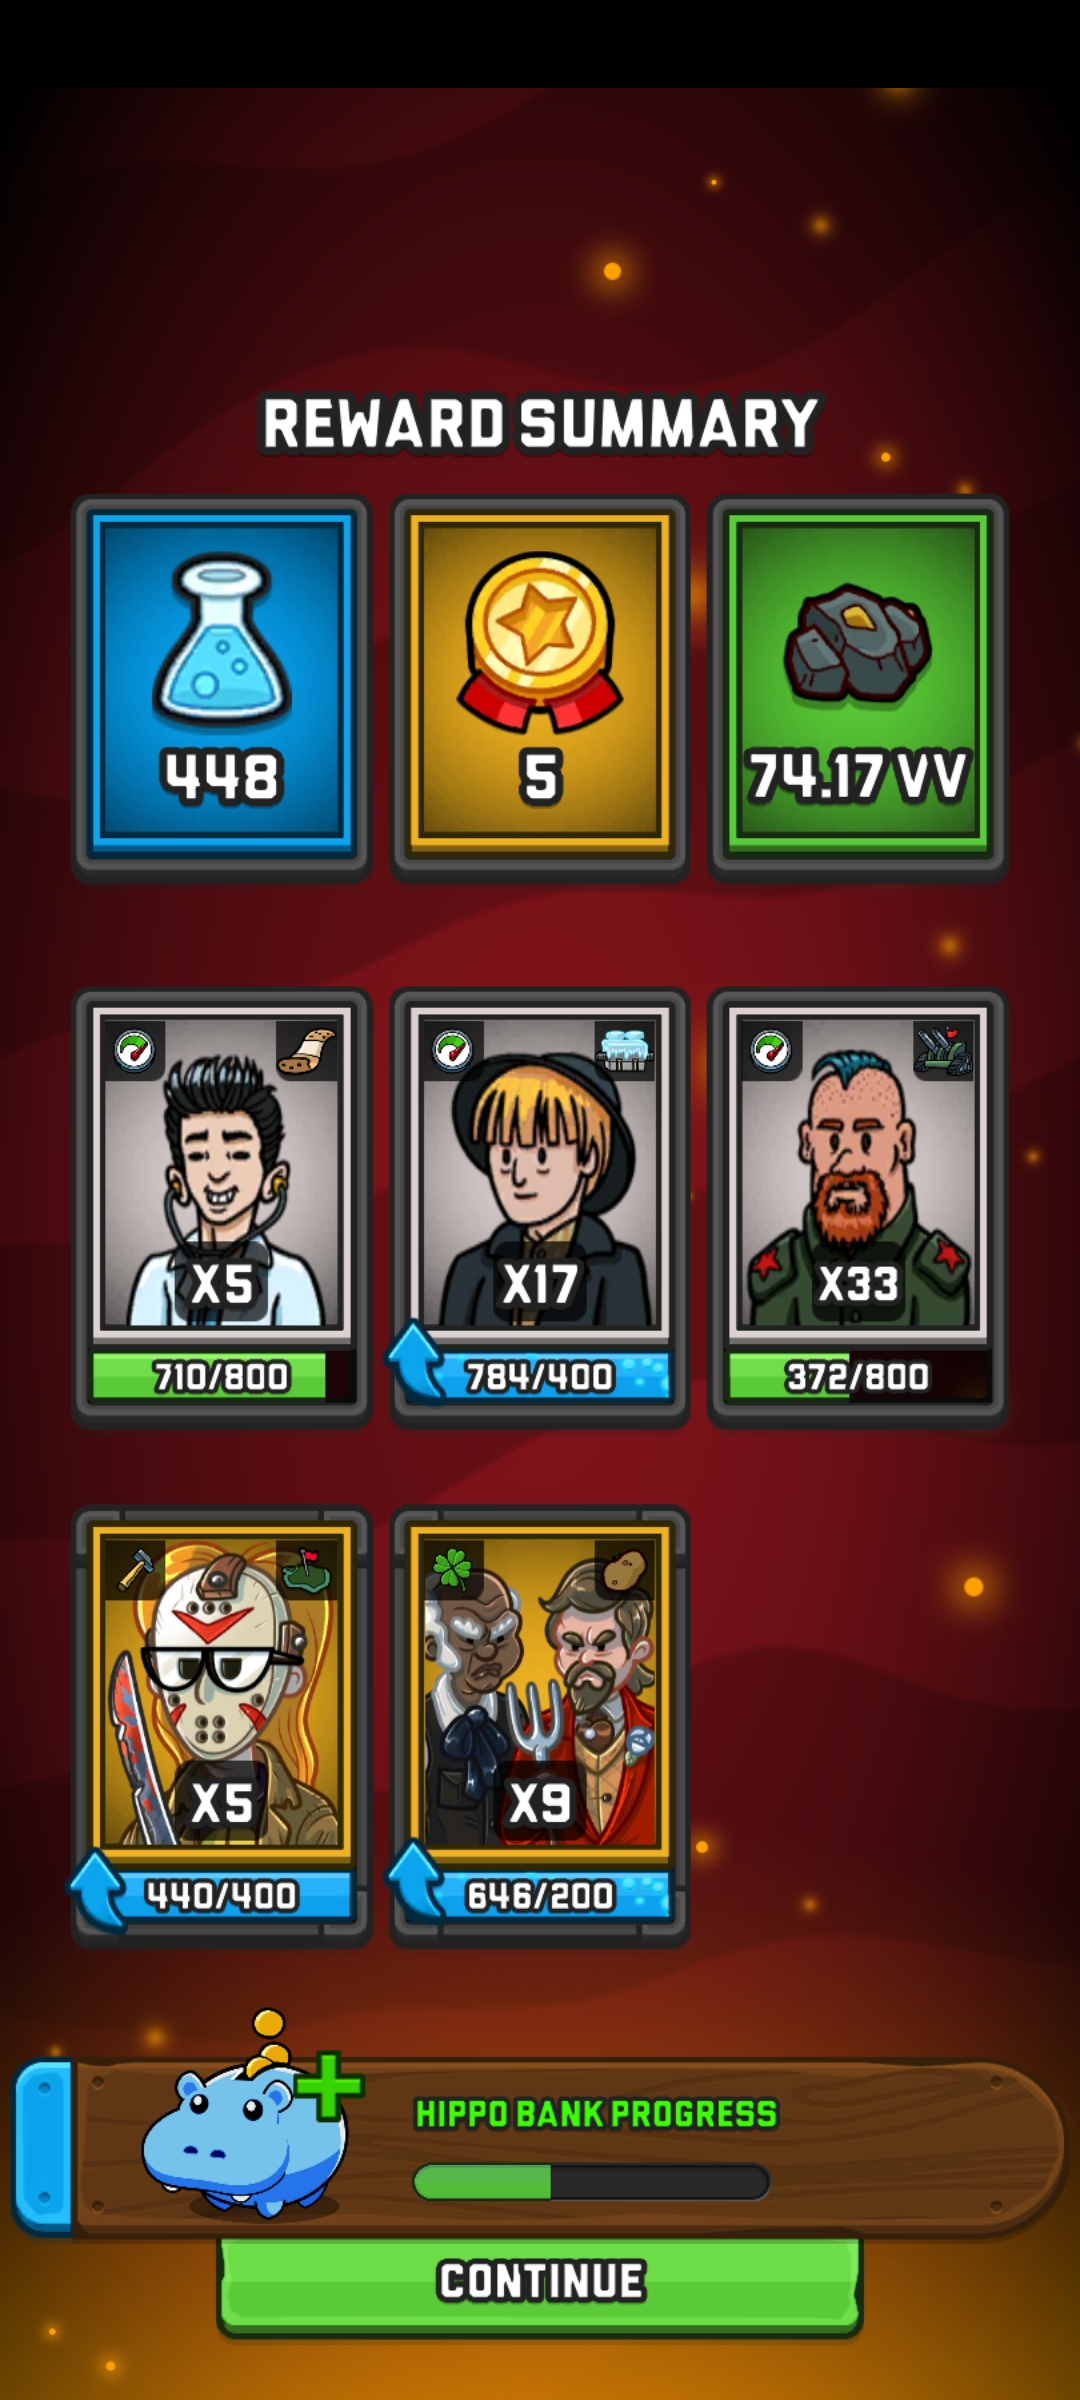 REWARD SUMMARY
448
5
74.17 VV
X5
X17
X33
710/800
784/400
372/800
X5
X9
440/400
646/200
HIPPO BANK PROGRESS
CONTINUE